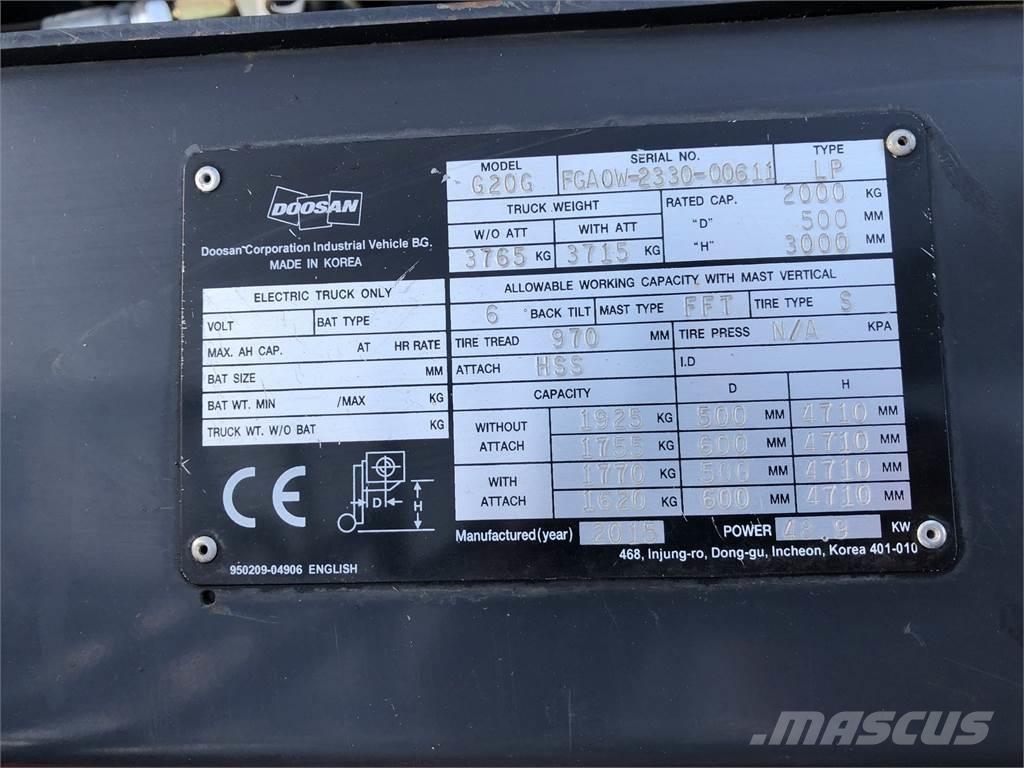 DOOSAN
Doosan Corporation Industrial Vehicle BG.
MADE IN KOREA
MODEL SERIAL NO. TYPE
G20G FGA0W-2330-00611 LP
TRUCK WEIGHT
W/O ATT WITH ATT
3765 KG 3715 KG
RATED CAP. 2000 KG
"D" 500 MM
"H" 3000 MM
ELECTRIC TRUCK ONLY
VOLT BAT TYPE
MAX. AH CAP. AT HR RATE
BAT SIZE MM
BAT WT. MIN /MAX KG
TRUCK WT. W/O BAT KG
ALLOWABLE WORKING CAPACITY WITH MAST VERTICAL
6 ° BACK TILT MAST TYPE FFT TIRE TYPE S
TIRE TREAD 970 MM TIRE PRESS N/A KPA
ATTACH HSS I.D
CAPACITY D H
WITHOUT ATTACH 1925 KG 500 MM 4710 MM
1755 KG 600 MM 4710 MM
WITH ATTACH 1770 KG 500 MM 4710 MM
1620 KG 600 MM 4710 MM
CE
D H
Manufactured (year) 2015 POWER 48.9 KW
468, Injung-ro, Dong-gu, Incheon, Korea 401-010
950209-04906 ENGLISH
MASCUS